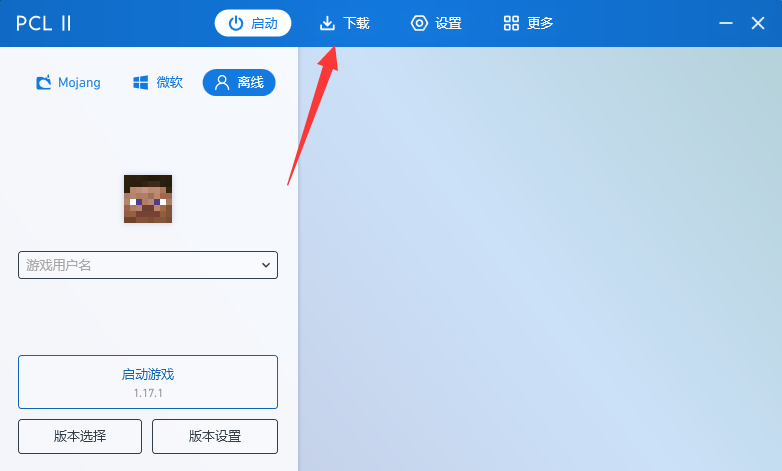 PCL II
启动
下载
设置
更多
Mojang
微软
离线
游戏用户名
启动游戏
1.17.1
版本选择
版本设置